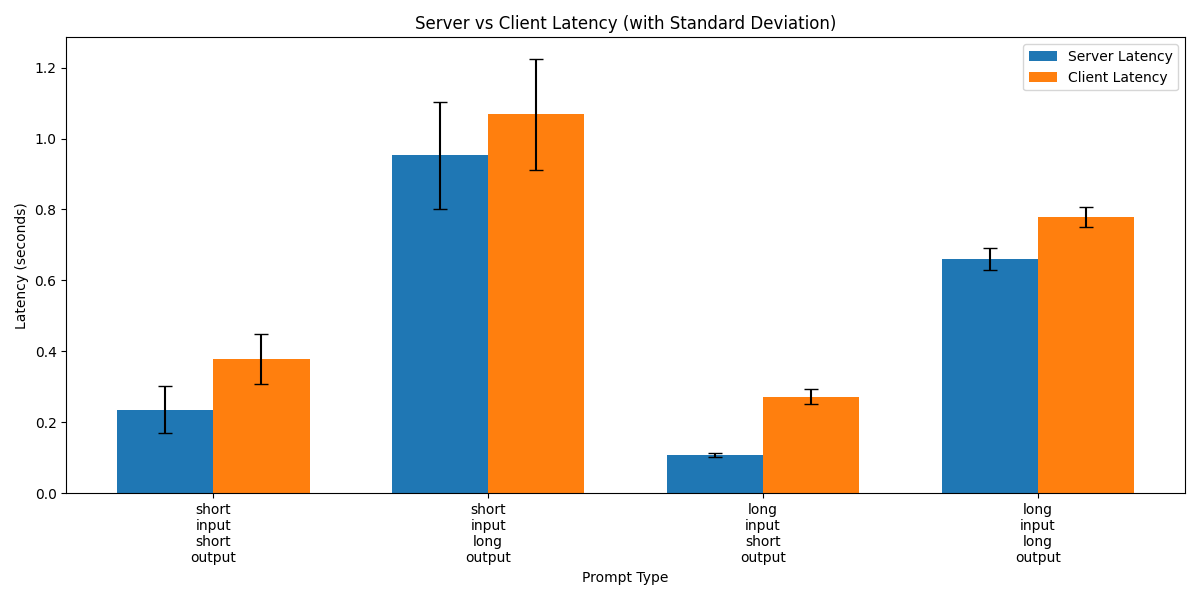 Server vs Client Latency (with Standard Deviation)
Server Latency
Client Latency
Latency (seconds)
1.2
1.0
0.8
0.6
0.4
0.2
0.0
short
input
short
output
short
input
long
output
long
input
short
output
long
input
long
output
Prompt Type